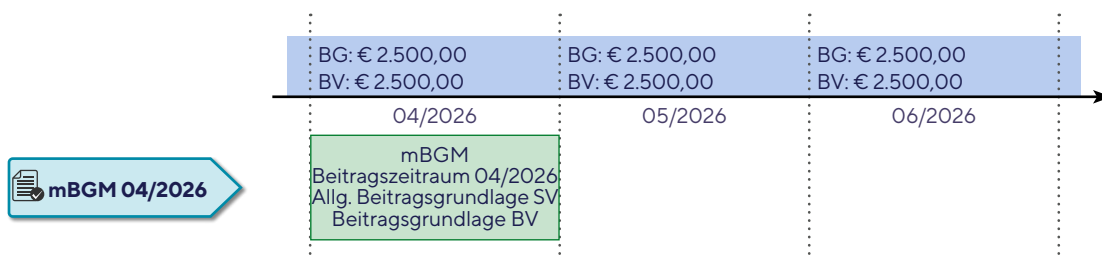 BG: € 2.500,00
BV: € 2.500,00
BG: € 2.500,00
BV: € 2.500,00
BG: € 2.500,00
BV: € 2.500,00
04/2026
05/2026
06/2026
mBGM
Beitragszeitraum 04/2026
Allg. Beitragsgrundlage SV
Beitragsgrundlage BV
mBGM 04/2026